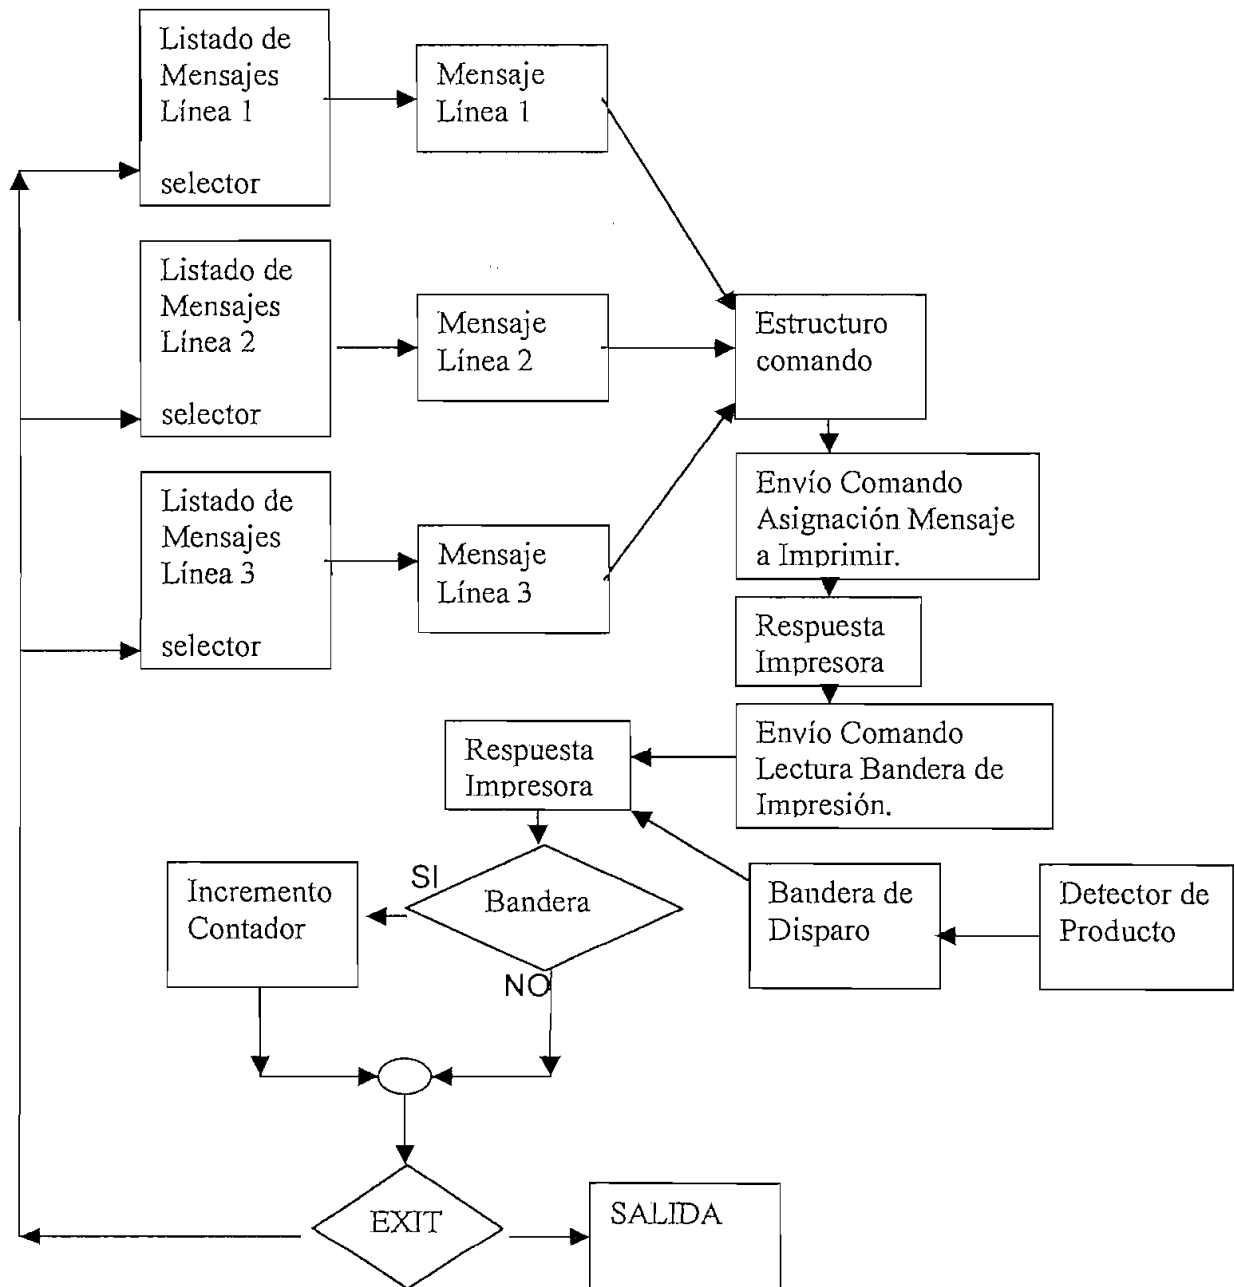 Listado de
Mensajes
Línea 1
selector
Mensaje
Línea 1
Listado de
Mensajes
Línea 2
selector
Mensaje
Línea 2
Estructuro
comando
Listado de
Mensajes
Línea 3
selector
Mensaje
Línea 3
Envío Comando
Asignación Mensaje
a Imprimir.
Respuesta
Impresora
Envío Comando
Lectura Bandera de
Impresión.
Respuesta
Impresora
Bandera
SI
NO
Incremento
Contador
Bandera de
Disparo
Detector de
Producto
EXIT
SALIDA